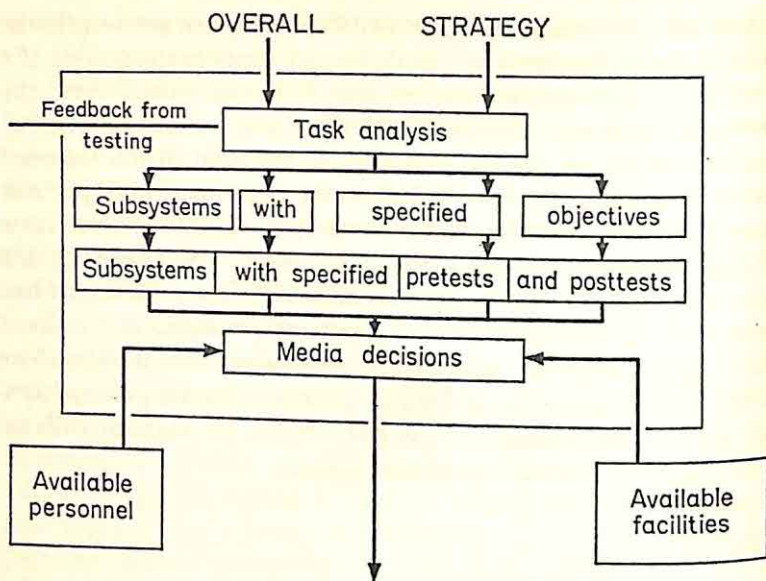 OVERALL STRATEGY
Feedback from
testing
Task analysis
Subsystems with specified objectives
Subsystems with specified pretests and posttests
Media decisions
Available
personnel
Available
facilities